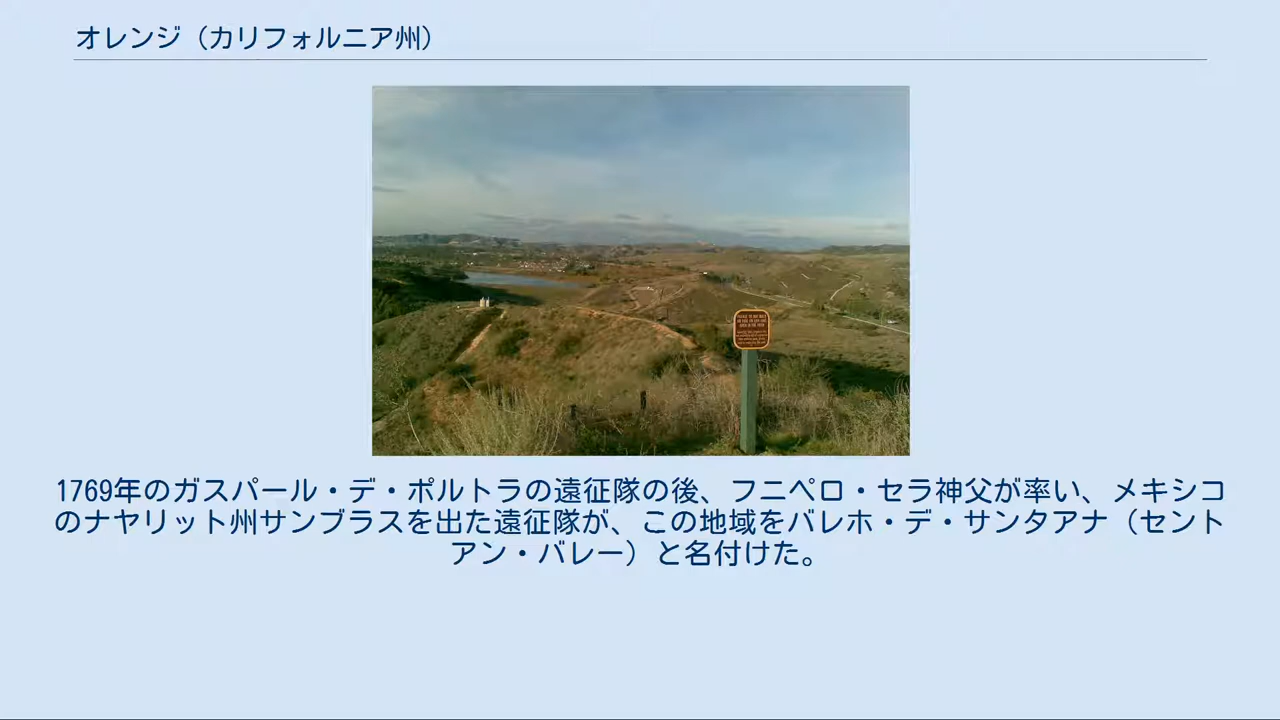 オレンジ（カリフォルニア州）
1769年のガスパール・デ・ポルトラの遠征隊の後、フニペロ・セラ神父が率い、メキシコ
のナヤリット州サンブラスを出た遠征隊が、この地域をバレホ・デ・サンタアナ（セント
アン・バレー）と名付けた。